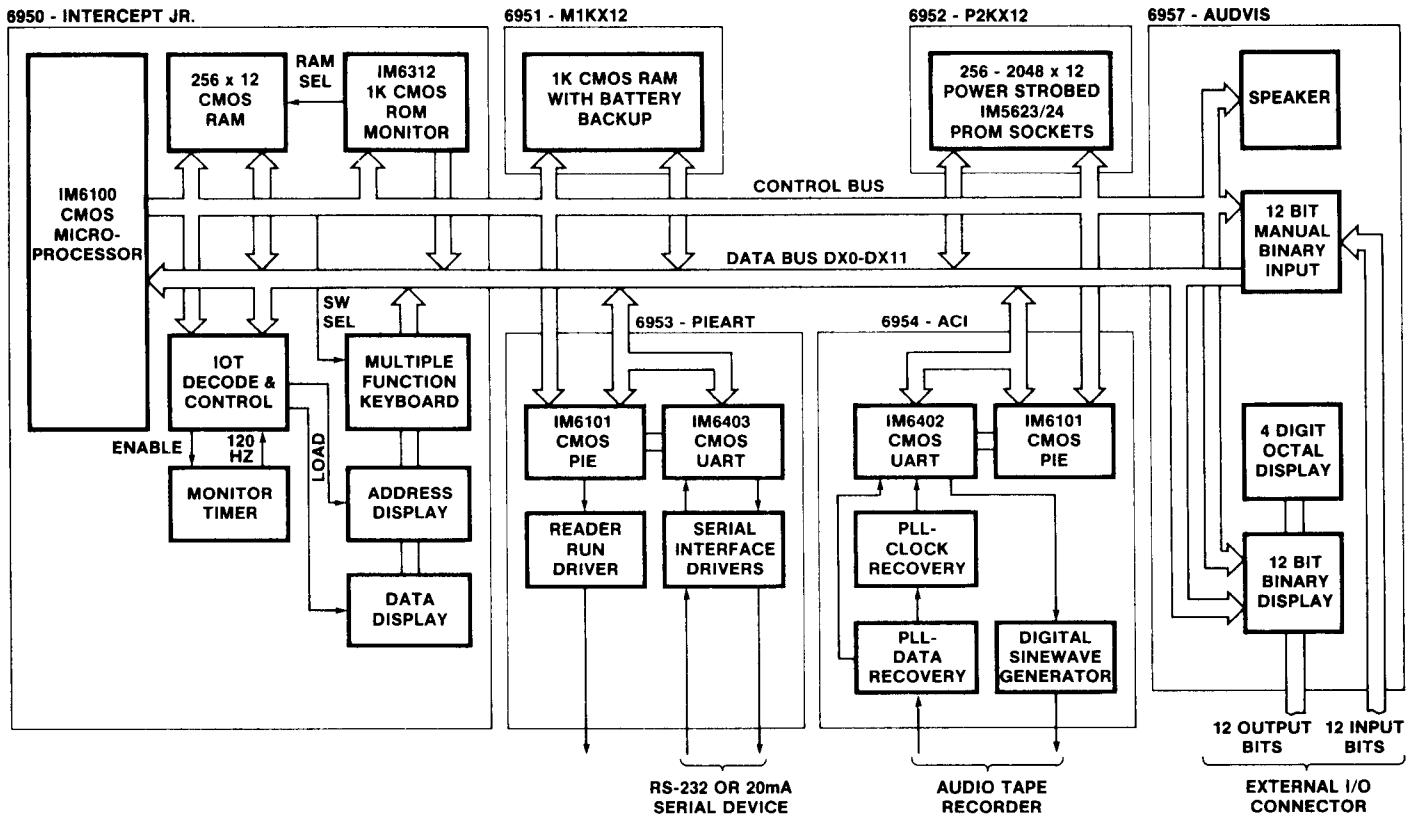 6950 - INTERCEPT JR.
IM6100
CMOS
MICRO-
PROCESSOR
256 x 12
CMOS
RAM
RAM
SEL
IM6312
1K CMOS
ROM
MONITOR
SW
SEL
IOT
DECODE &
CONTROL
MULTIPLE
FUNCTION
KEYBOARD
ENABLE
120
HZ
LOAD
MONITOR
TIMER
ADDRESS
DISPLAY
DATA
DISPLAY
6951 - M1KX12
1K CMOS RAM
WITH BATTERY
BACKUP
6952 - P2KX12
256 - 2048 x 12
POWER STROBED
IM5623/24
PROM SOCKETS
CONTROL BUS
DATA BUS DX0-DX11
6953 - PIEART
IM6101
CMOS
PIE
IM6403
CMOS
UART
READER
RUN
DRIVER
SERIAL
INTERFACE
DRIVERS
RS-232 OR 20mA
SERIAL DEVICE
6954 - ACI
IM6402
CMOS
UART
IM6101
CMOS
PIE
PLL-
CLOCK
RECOVERY
PLL-
DATA
RECOVERY
DIGITAL
SINEWAVE
GENERATOR
AUDIO TAPE
RECORDER
6957 - AUDVIS
SPEAKER
12 BIT
MANUAL
BINARY
INPUT
4 DIGIT
OCTAL
DISPLAY
12 BIT
BINARY
DISPLAY
12 OUTPUT
BITS
12 INPUT
BITS
EXTERNAL I/O
CONNECTOR